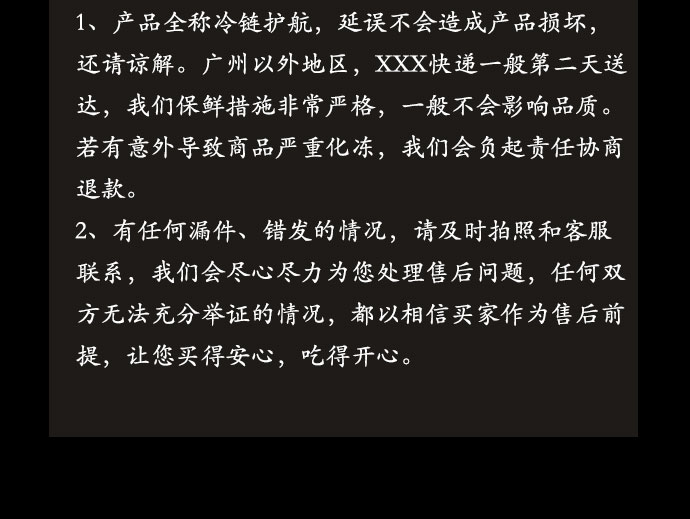 1、产品全称冷链护航，延误不会造成产品损坏，
还请谅解。广州以外地区，XXX快递一般第二天送
达，我们保鲜措施非常严格，一般不会影响品质。
若有意外导致商品严重化冻，我们会负起责任协商
退款。
2、有任何漏件、错发的情况，请及时拍照和客服
联系，我们会尽心尽力为您处理售后问题，任何双
方无法充分举证的情况，都以相信买家作为售后前
提，让您买得安心，吃得开心。